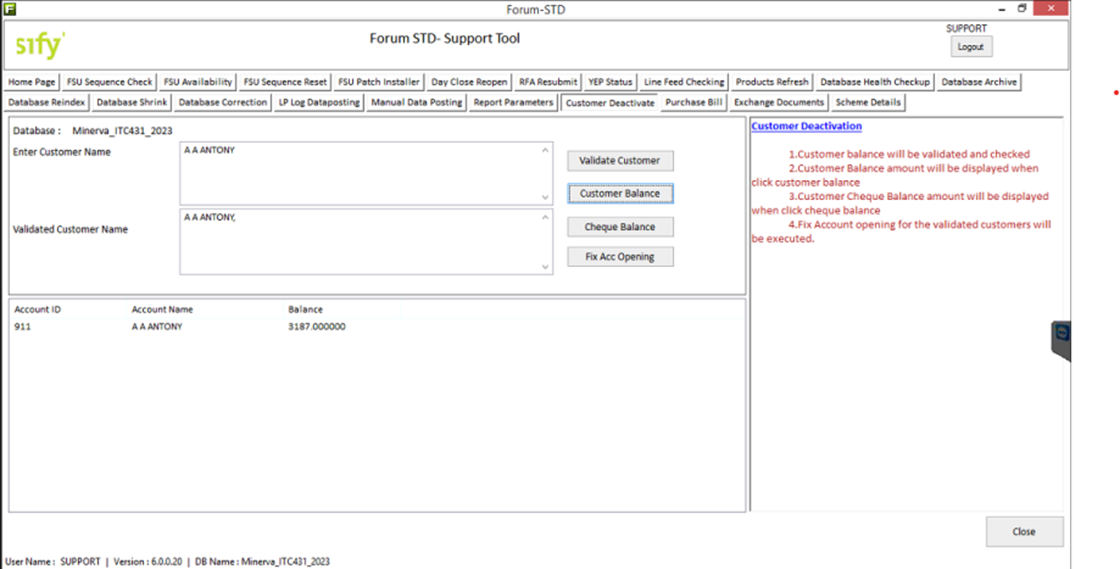 Forum-STD
sify
Forum STD- Support Tool
SUPPORT
Logout
Home Page FSU Sequence Check FSU Availability FSU Sequence Reset FSU Patch Installer Day Close Reopen RFA Resubmit YEP Status Line Feed Checking Products Refresh Database Health Checkup Database Archive
Database Reindex Database Shrink Database Correction LP Log Dataposting Manual Data Posting Report Parameters Customer Deactivate Purchase Bill Exchange Documents Scheme Details
Database : Minerva_ITC431_2023
Enter Customer Name
A A ANTONY
Validate Customer
Customer Balance
Validated Customer Name
A A ANTONY,
Cheque Balance
Fix Acc Opening
Account ID Account Name Balance
911 A A ANTONY 3187.000000
Customer Deactivation
1.Customer balance will be validated and checked
2.Customer Balance amount will be displayed when
click customer balance
3.Customer Cheque Balance amount will be displayed
when click cheque balance
4.Fix Account opening for the validated customers will
be executed.
Close
User Name : SUPPORT | Version : 6.0.0.20 | DB Name : Minerva_ITC431_2023